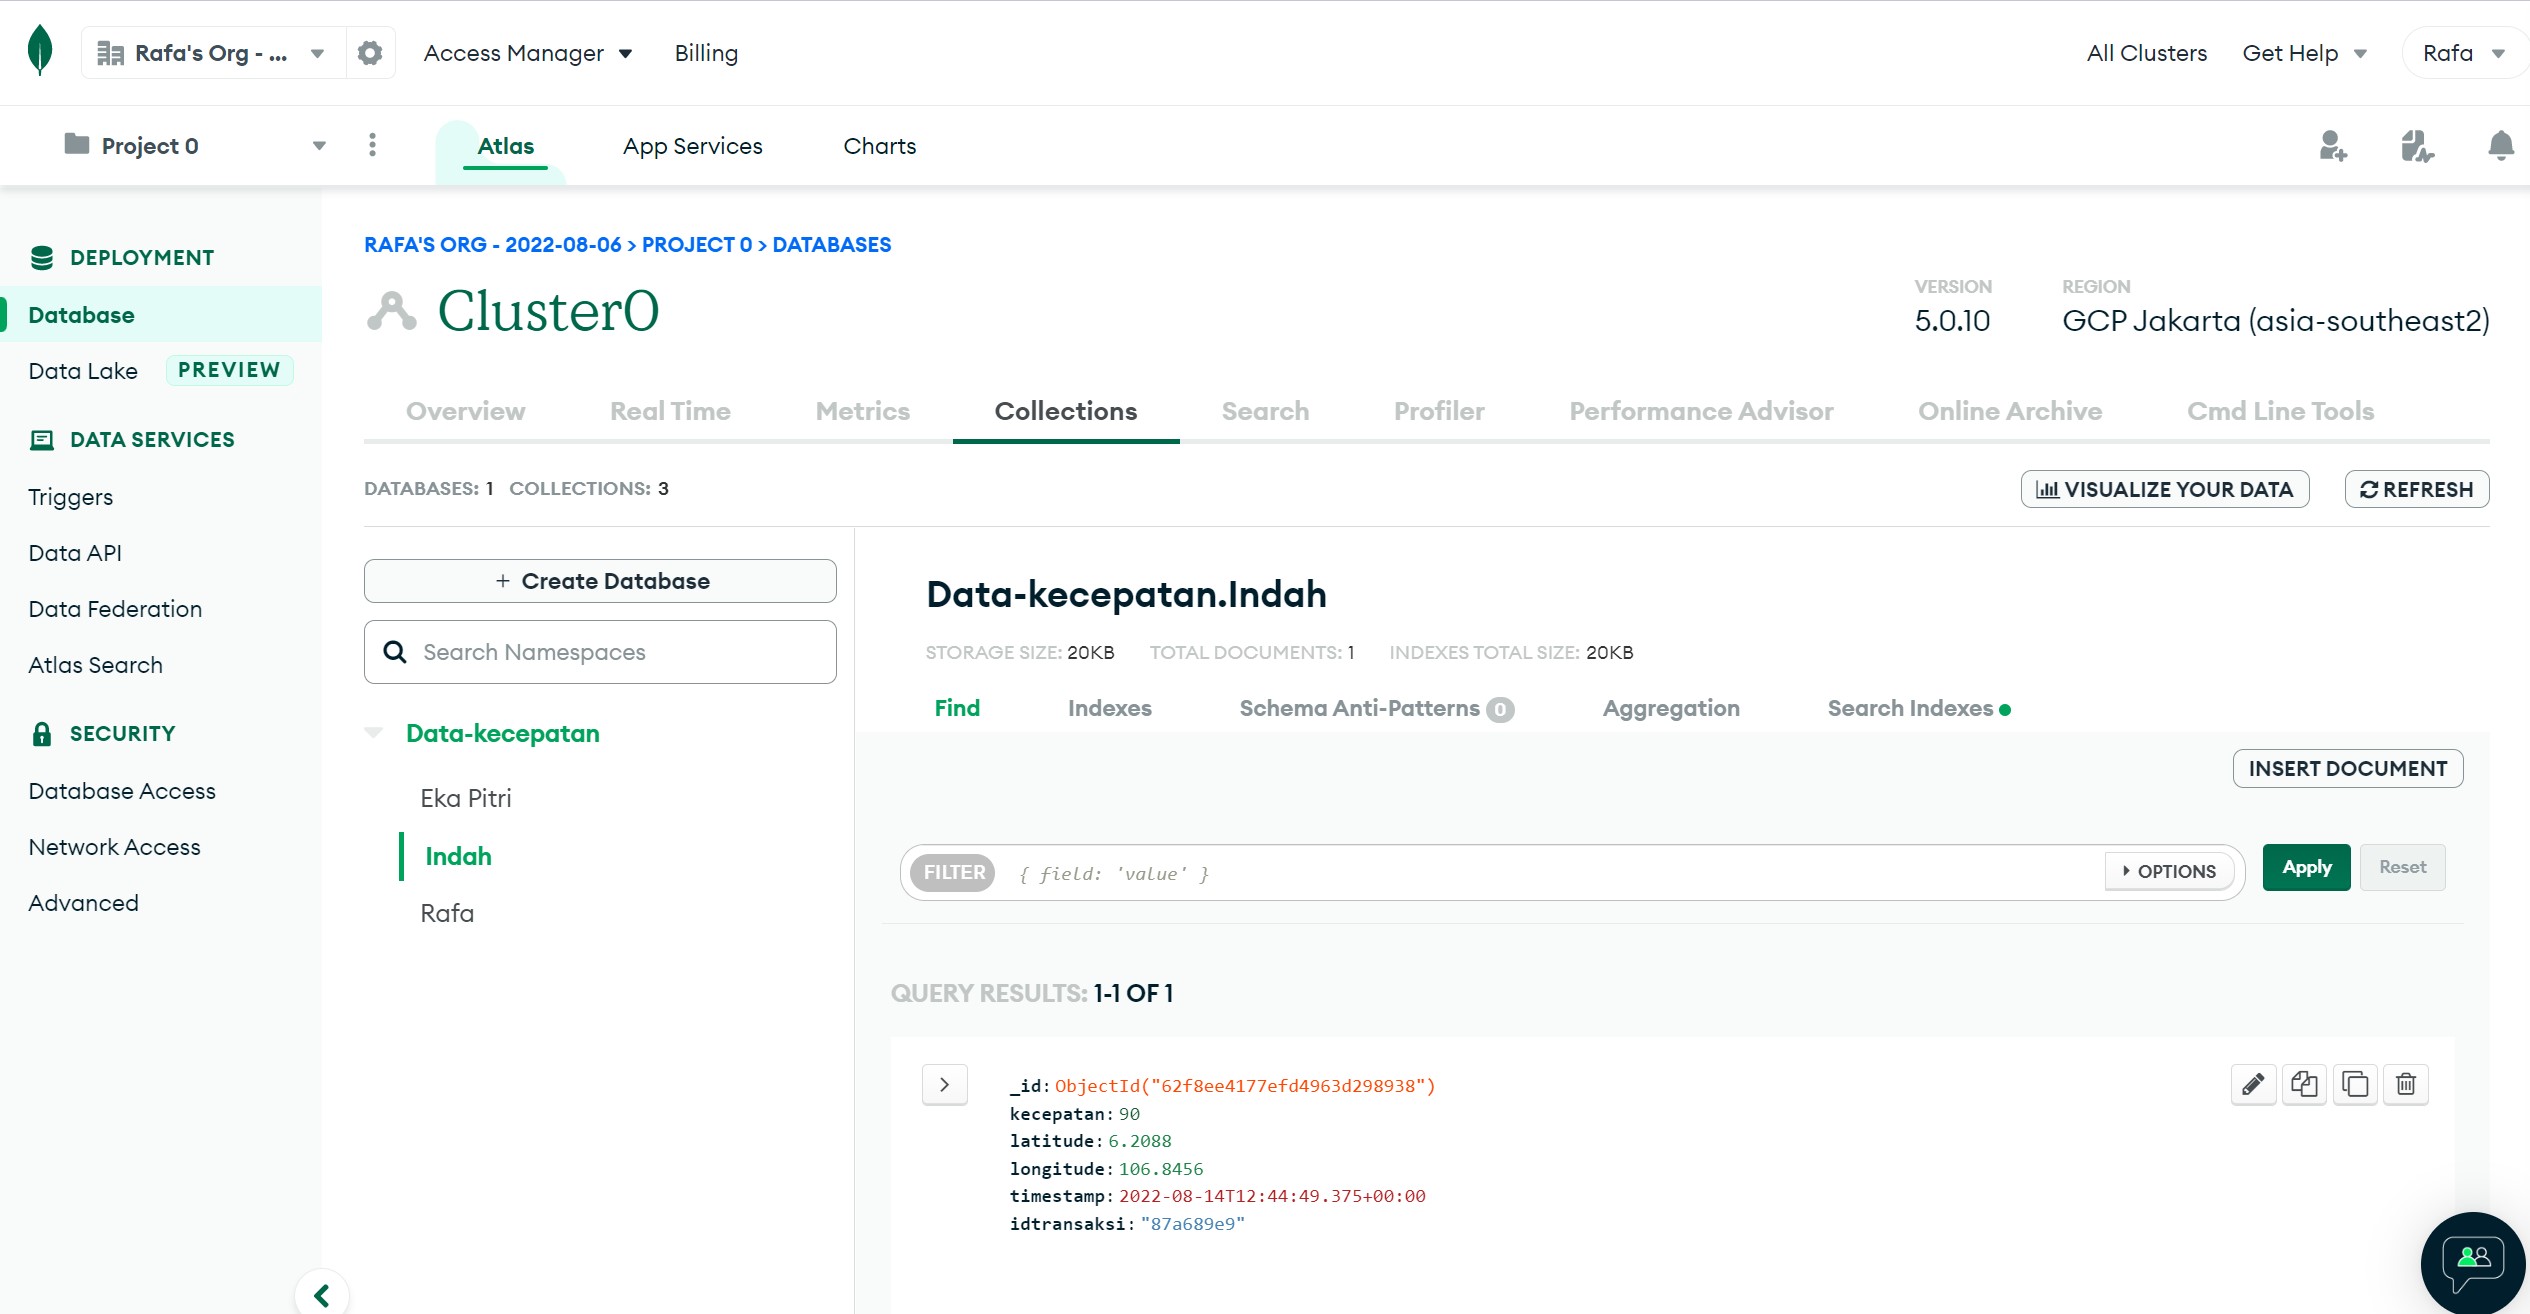 Rafa's Org - ...
Access Manager
Billing
All Clusters
Get Help
Rafa
Project 0
Atlas
App Services
Charts
DEPLOYMENT
Database
Data Lake PREVIEW
DATA SERVICES
Triggers
Data API
Data Federation
Atlas Search
SECURITY
Database Access
Network Access
Advanced
RAFA'S ORG - 2022-08-06 > PROJECT 0 > DATABASES
Cluster0
VERSION
5.0.10
REGION
GCP Jakarta (asia-southeast2)
Overview
Real Time
Metrics
Collections
Search
Profiler
Performance Advisor
Online Archive
Cmd Line Tools
DATABASES: 1 COLLECTIONS: 3
VISUALIZE YOUR DATA
REFRESH
+ Create Database
Search Namespaces
Data-kecepatan
Eka Pitri
Indah
Rafa
Data-kecepatan.Indah
STORAGE SIZE: 20KB TOTAL DOCUMENTS: 1 INDEXES TOTAL SIZE: 20KB
Find
Indexes
Schema Anti-Patterns 0
Aggregation
Search Indexes
INSERT DOCUMENT
FILTER { field: 'value' }
OPTIONS
Apply
Reset
QUERY RESULTS: 1-1 OF 1
_id: ObjectId("62f8ee4177efd4963d298938")
kecepatan: 90
latitude: 6.2088
longitude: 106.8456
timestamp: 2022-08-14T12:44:49.375+00:00
idtransaksi: "87a689e9"